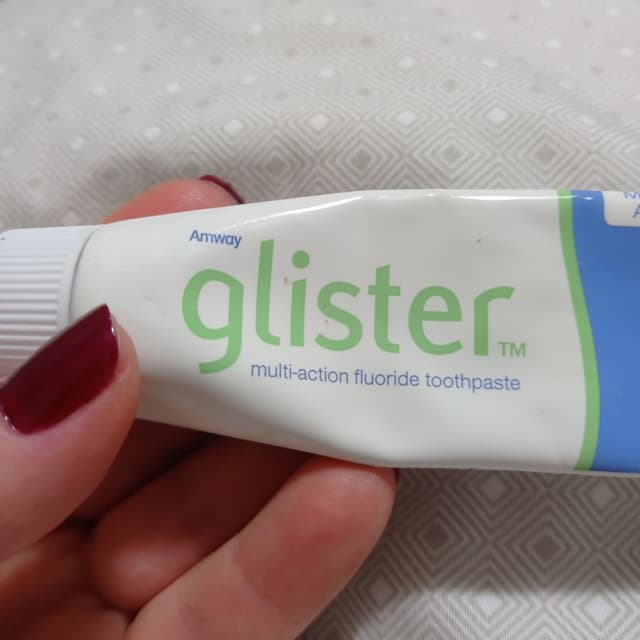 Amway
glister™
multi-action fluoride toothpaste